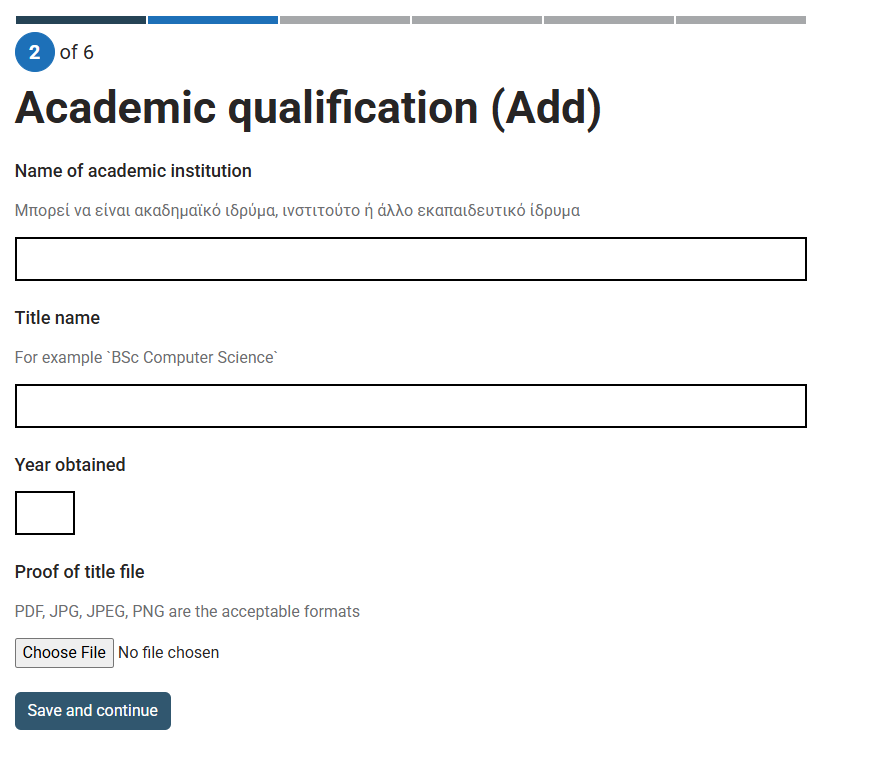 2 of 6
Academic qualification (Add)
Name of academic institution
Μπορεί να είναι ακαδημαϊκό ιδρύμα, ινστιτούτο ή άλλο εκαπαιδευτικό ίδρυμα
Title name
For example `BSc Computer Science`
Year obtained
Proof of title file
PDF, JPG, JPEG, PNG are the acceptable formats
Choose File No file chosen
Save and continue